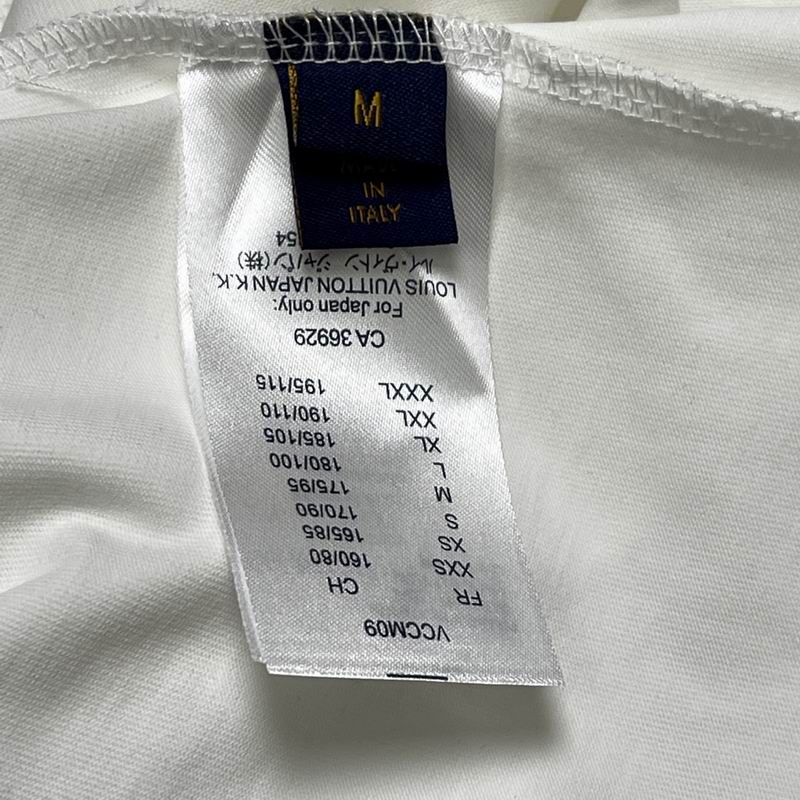 M
IN
ITALY
VCCM09
FR CH
XXS 160/80
XS 165/85
S 170/90
M 175/95
L 180/100
XL 185/105
XXL 190/110
XXXL 195/115
CA 36929
For Japan only:
LOUIS VUITTON JAPAN K.K.
ルイ・ヴィトン ジャパン(株)
54